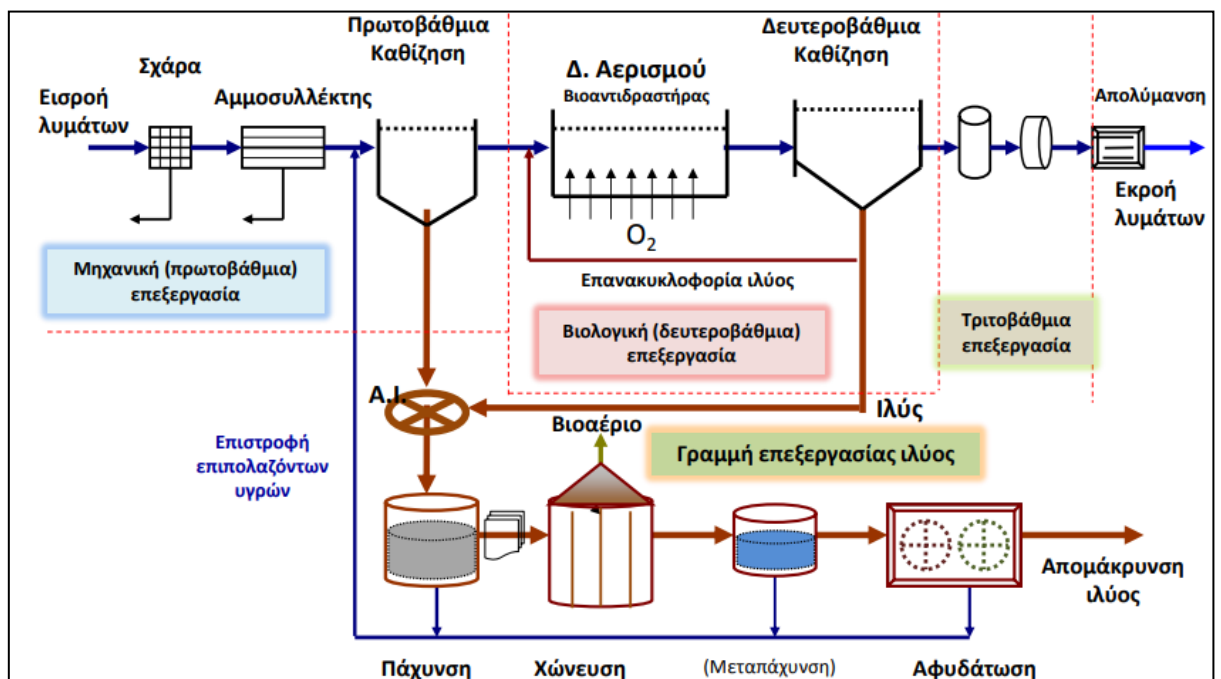 Πρωτοβάθμια
Καθίζηση
Δευτεροβάθμια
Καθίζηση
Σχάρα
Δ. Αερισμού
Βιοαντιδραστήρας
Εισροή
λυμάτων
Αμμοσυλλέκτης
Απολύμανση
Εκροή
λυμάτων
O2
Μηχανική (πρωτοβάθμια)
επεξεργασία
Επανακυκλοφορία ιλύος
Βιολογική (δευτεροβάθμια)
επεξεργασία
Τριτοβάθμια
επεξεργασία
Α.Ι.
Ιλύς
Βιοαέριο
Επιστροφή
επιπολαζόντων
υγρών
Γραμμή επεξεργασίας ιλύος
Απομάκρυνση
ιλύος
Πάχυνση
Χώνευση
(Μεταπάχυνση)
Αφυδάτωση